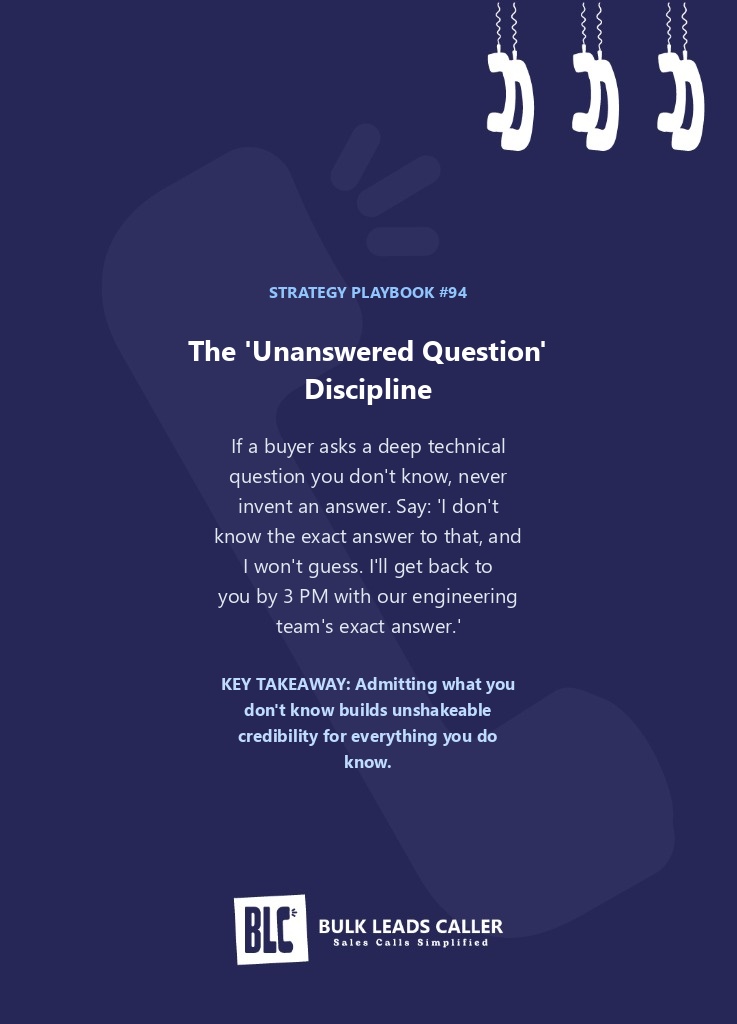 STRATEGY PLAYBOOK #94
The 'Unanswered Question'
Discipline
If a buyer asks a deep technical
question you don't know, never
invent an answer. Say: 'I don't
know the exact answer to that, and
I won't guess. I'll get back to
you by 3 PM with our engineering
team's exact answer.'
KEY TAKEAWAY: Admitting what you
don't know builds unshakeable
credibility for everything you do
know.
BLC
BULK LEADS CALLER
Sales Calls Simplified